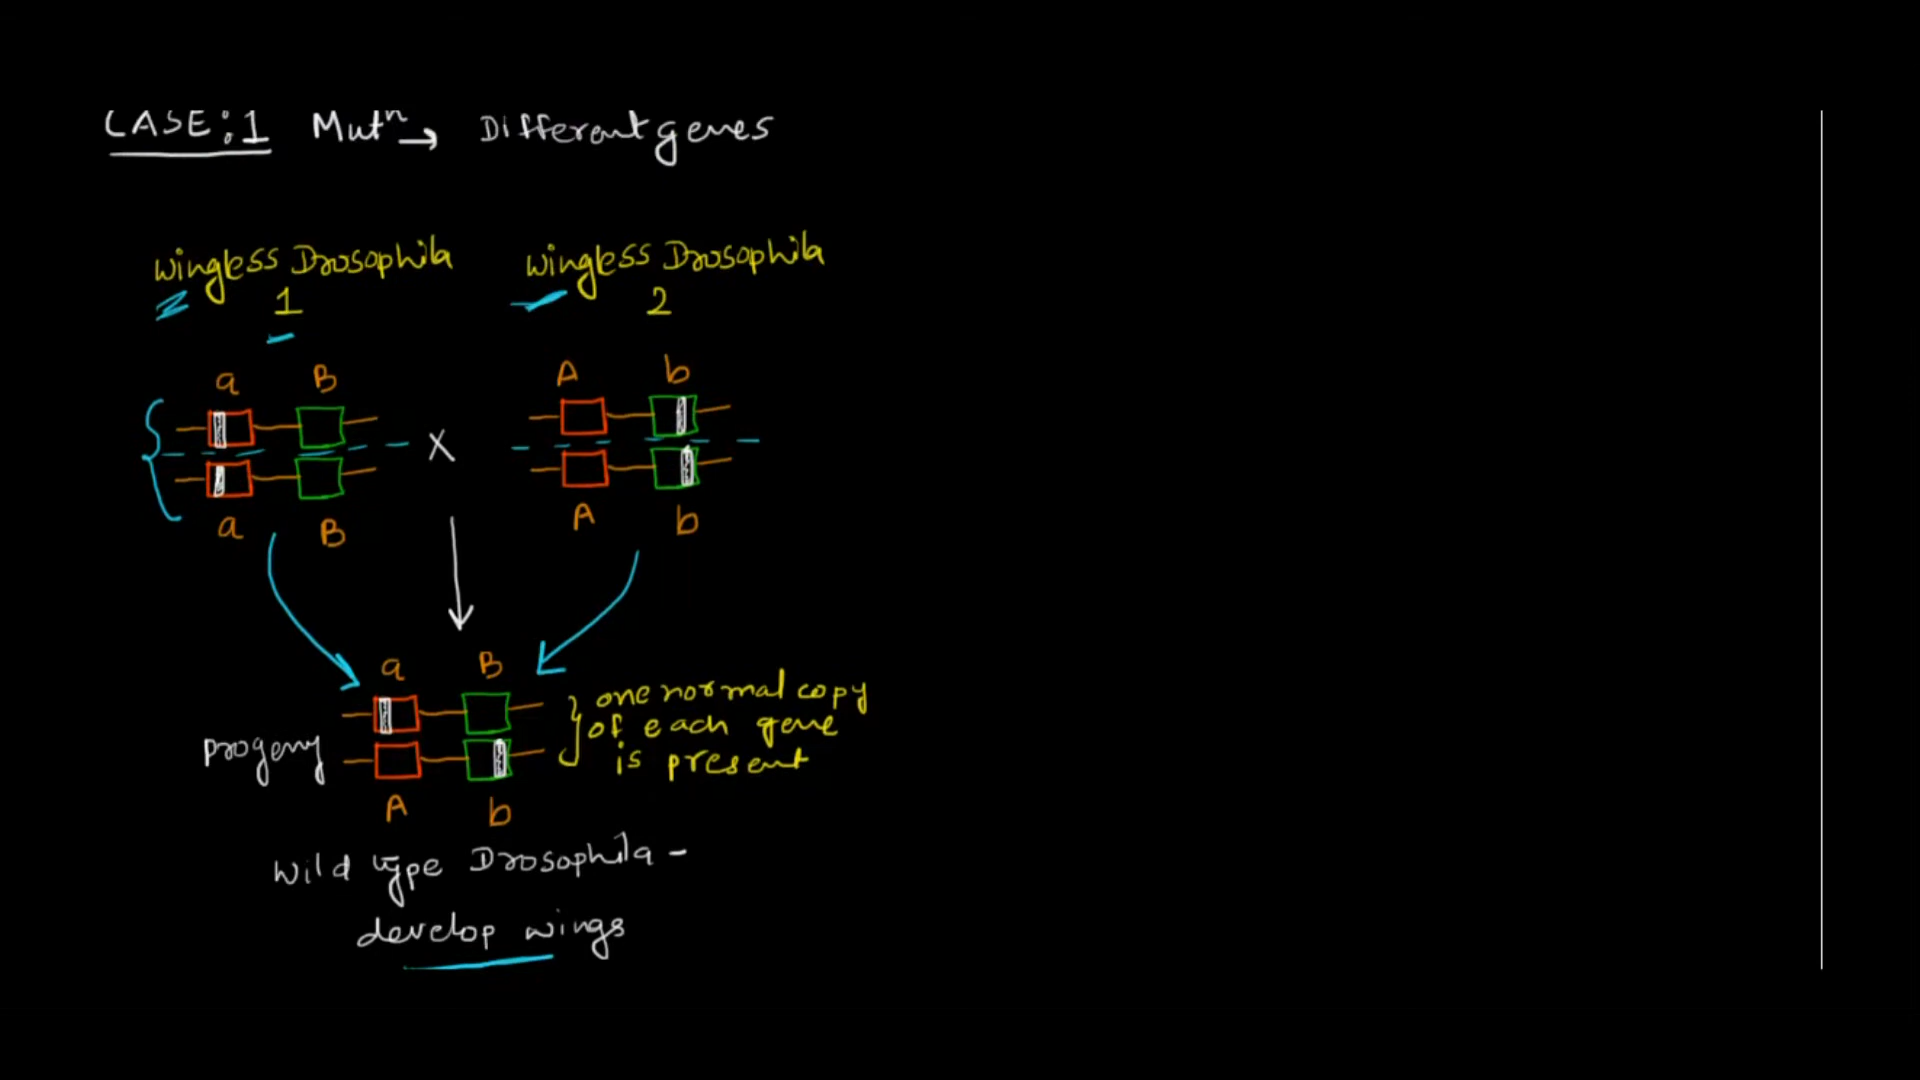 CASE:1 Mutⁿ → Different genes
wingless Drosophila
1
wingless Drosophila
2
a B
a B
X
A b
A b
a B
progeny
A b
one normal copy
of each gene
is present
Wild type Drosophila -
develop wings